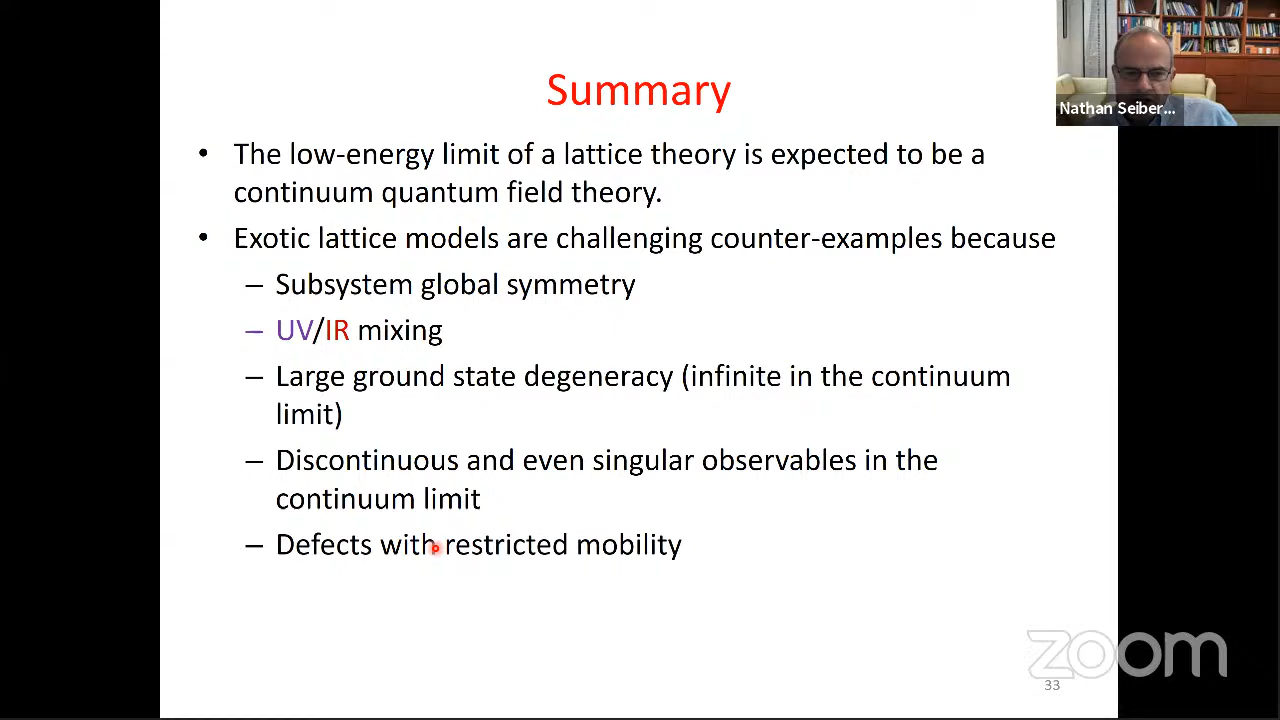 Summary
Nathan Seiber...
• The low-energy limit of a lattice theory is expected to be a
continuum quantum field theory.
• Exotic lattice models are challenging counter-examples because
– Subsystem global symmetry
– UV/IR mixing
– Large ground state degeneracy (infinite in the continuum
limit)
– Discontinuous and even singular observables in the
continuum limit
– Defects with restricted mobility
zoom
33